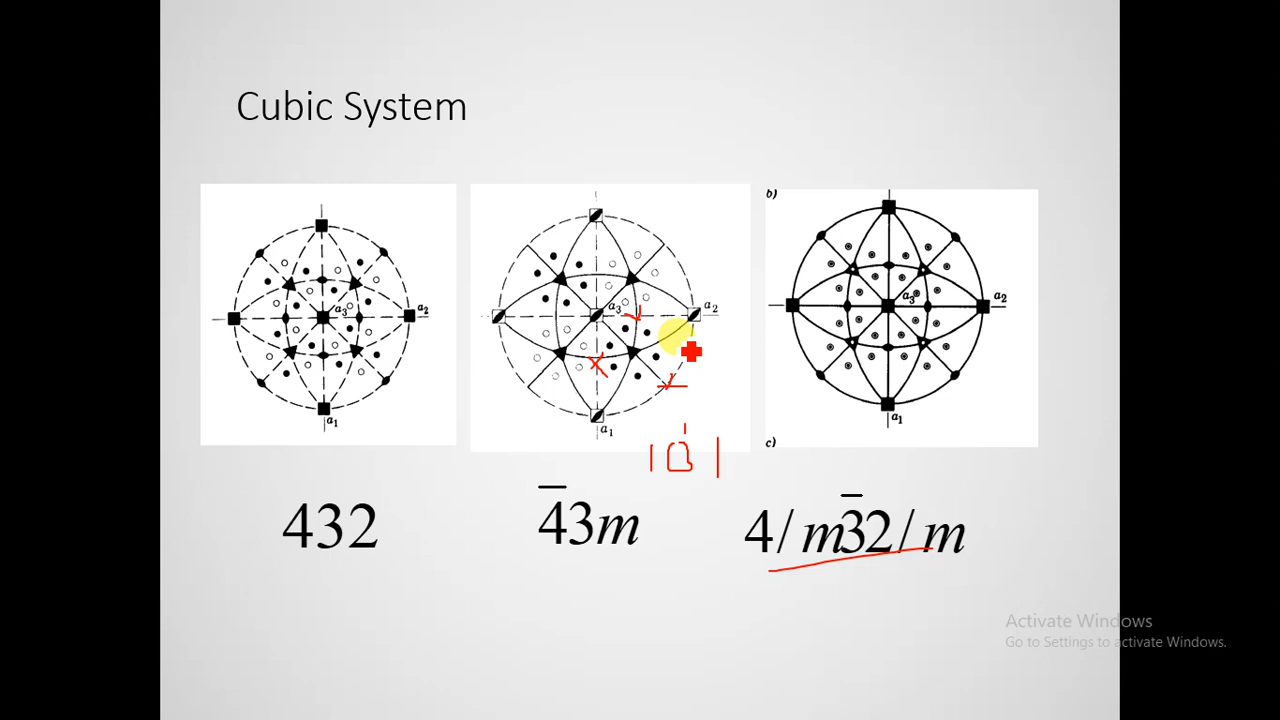 Cubic System
b)
a₃
a₂
a₁
a₃
a₂
a₁
a₃
a₂
a₁
c)
432
4̅3m
4/m3̅2/m
Activate Windows
Go to Settings to activate Windows.